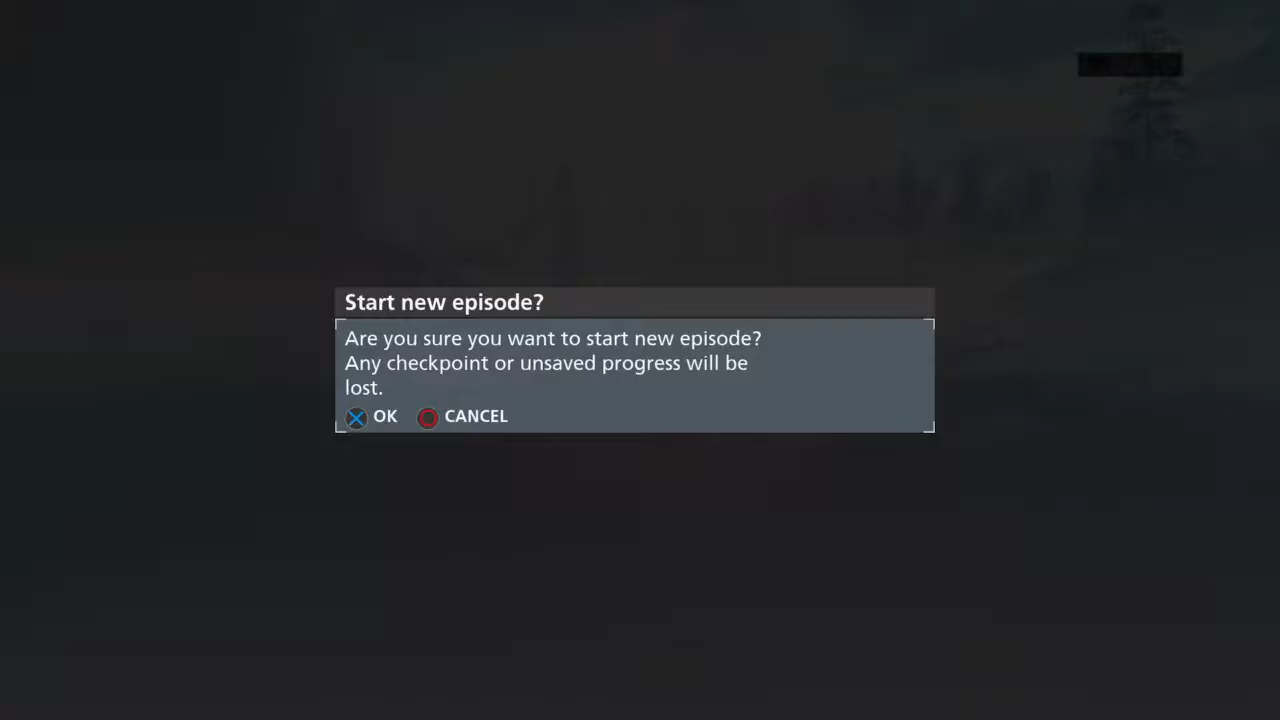 Start new episode?
Are you sure you want to start new episode?
Any checkpoint or unsaved progress will be
lost.
OK CANCEL